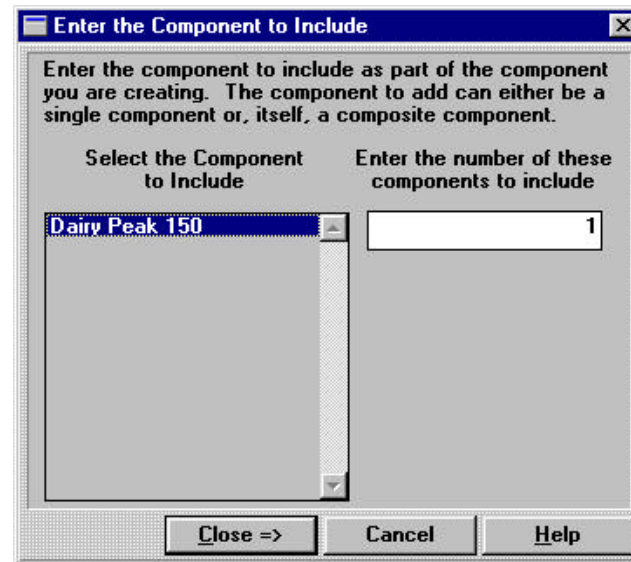 Enter the Component to Include
Enter the component to include as part of the component
you are creating. The component to add can either be a
single component or, itself, a composite component.
Select the Component
to Include
Enter the number of these
components to include
Dairy Peak 150
1
Close =>
Cancel
Help